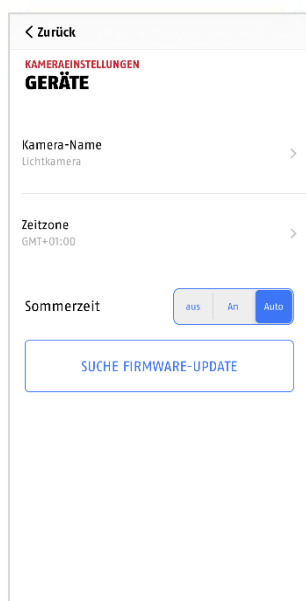 Zurück
KAMERAEINSTELLUNGEN
GERÄTE
Kamera-Name
Lichtkamera
Zeitzone
GMT+01:00
Sommerzeit aus An Auto
SUCHE FIRMWARE-UPDATE